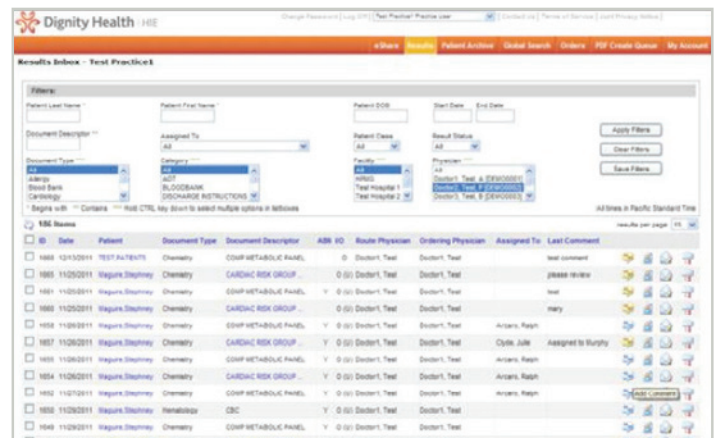 Dignity Health HIE
Change Password | Log Off | Test Practice1 Practice User | Contact us | Terms of Service | Joint Privacy Notice |
eShare Results Patient Archive Global Search Orders PDF Create Queue My Account
Results Inbox - Test Practice1
Filters:
Patient Last Name * Patient First Name * Patient DOB Start Date End Date
Document Descriptor ** Assigned To Patient Class Result Status Apply Filters
All All All Clear Filters
Document Type *** Category *** Facility *** Physician *** Save Filters
All All All All
Allergy ADT Doctor1, Test, A
Blood Bank BLOODBANK Test Hospital 1 Doctor2, Test, P
Cardiology DISCHARGE INSTRUCTIONS Test Hospital 2 Doctor3, Test, B
* Begins with ** Contains *** Hold CTRL key down to select multiple options in listboxes All times in Pacific Standard Time
186 Items results per page
ID Date Patient Document Type Document Descriptor ABN I/O Route Physician Ordering Physician Assigned To Last Comment
12/13/2011 TEST,PATIENT5 Chemistry COMP METABOLIC PANEL O Doctor1, Test Doctor1, Test test comment
11/25/2011 Maguire,Stephney Chemistry CARDIAC RISK GROUP ... O (U) Doctor1, Test Doctor1, Test please review
11/25/2011 Maguire,Stephney Chemistry COMP METABOLIC PANEL Y O (U) Doctor1, Test Doctor1, Test test
11/25/2011 Maguire,Stephney Chemistry CARDIAC RISK GROUP ... O (U) Doctor1, Test Doctor1, Test mary
11/26/2011 Maguire,Stephney Chemistry COMP METABOLIC PANEL Y O (U) Doctor1, Test Doctor1, Test Ralph
1657 11/26/2011 Maguire,Stephney Chemistry CARDIAC RISK GROUP ... Y O (U) Doctor1, Test Doctor1, Test Clyde, Julie Assigned to Murphy
1655 11/26/2011 Maguire,Stephney Chemistry COMP METABOLIC PANEL Y O (U) Doctor1, Test Doctor1, Test Ralph
1654 11/26/2011 Maguire,Stephney Chemistry CARDIAC RISK GROUP ... Y O (U) Doctor1, Test Doctor1, Test Ralph
1652 11/27/2011 Maguire,Stephney Chemistry COMP METABOLIC PANEL Y O (U) Doctor1, Test Doctor1, Test Ralph Add Comment
1650 11/29/2011 Maguire,Stephney Hematology CBC Y O (U) Doctor1, Test Doctor1, Test
11/29/2011 Maguire,Stephney Chemistry COMP METABOLIC PANEL Y O (U) Doctor1, Test Doctor1, Test